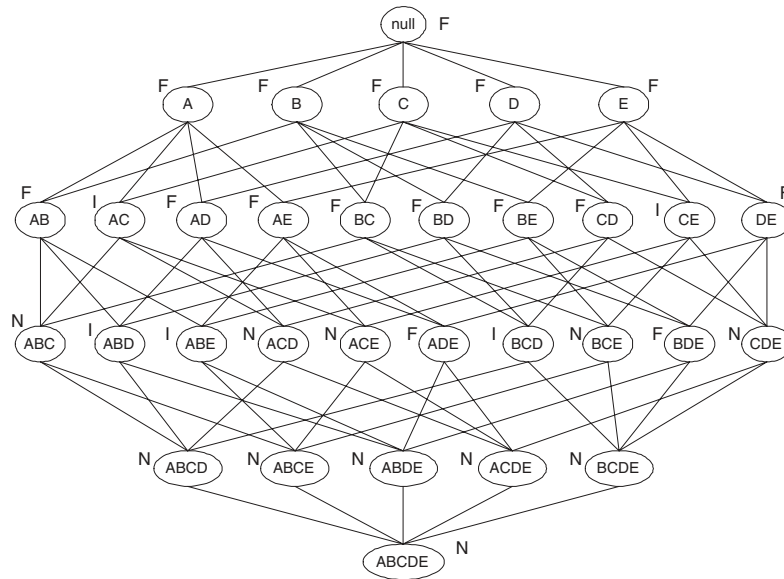 null F
F F F F F
A B C D E
F I F F F F F F I F
AB AC AD AE BC BD BE CD CE DE
N I I N N F I N F N
ABC ABD ABE ACD ACE ADE BCD BCE BDE CDE
N N N N N
ABCD ABCE ABDE ACDE BCDE
N
ABCDE